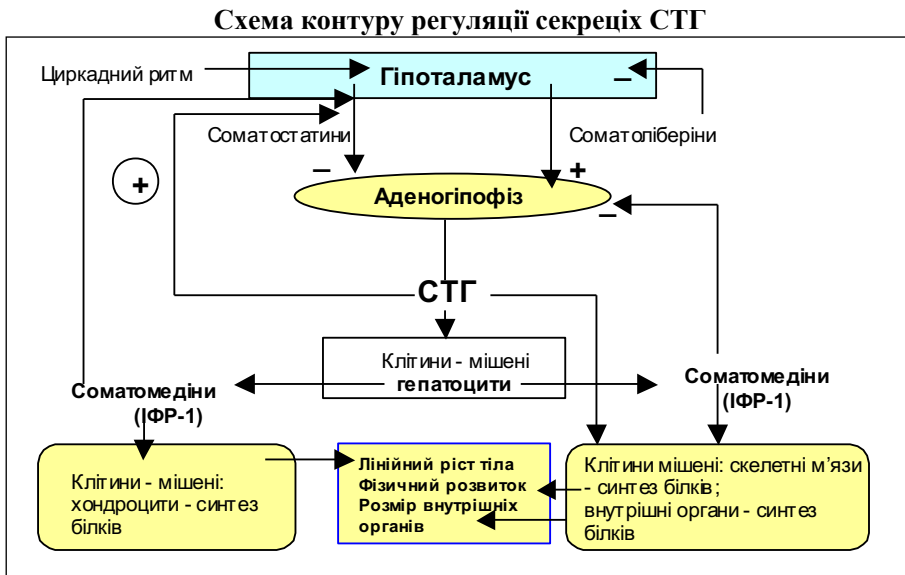 Схема контуру регуляції секреціх СТГ
Циркадний ритм
Гіпоталамус
–
Соматостатини
Соматоліберіни
+
–
+
Аденогіпофіз
–
СТГ
Клітини - мішені
гепатоцити
Соматомедіни
(ІФР-1)
Соматомедіни
(ІФР-1)
Клітини - мішені:
хондроцити - синтез
білків
Лінійний ріст тіла
Фізичний розвиток
Розмір внутрішніх
органів
Клітини мішені: скелетні м’язи
- синтез білків;
внутрішні органи - синтез
білків